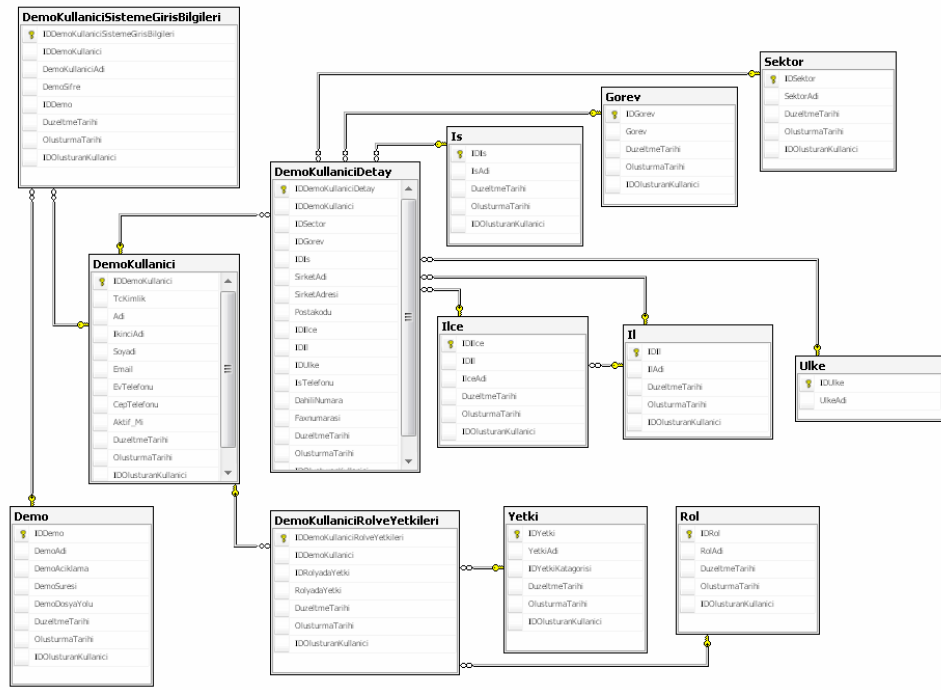 DemoKullaniciSistemeGirisBilgileri
IDDemoKullaniciSistemeGirisBilgileri
IDDemoKullanici
DemoKullaniciAdi
DemoSifre
IDDemo
DuzeltmeTarihi
OlusturmaTarihi
IDOlusturanKullanici
Sektor
IDSektor
SektorAdi
DuzeltmeTarihi
OlusturmaTarihi
IDOlusturanKullanici
Gorev
IDGorev
Gorev
DuzeltmeTarihi
OlusturmaTarihi
IDOlusturanKullanici
Is
IDIs
IsAdi
DuzeltmeTarihi
OlusturmaTarihi
IDOlusturanKullanici
DemoKullaniciDetay
IDDemoKullaniciDetay
IDDemoKullanici
IDSector
IDGorev
IDIs
SirketAdi
SirketAdresi
Postakodu
IDIlce
IDIl
IDUlke
IsTelefonu
DahiliNumara
Faxnumarasi
DuzeltmeTarihi
OlusturmaTarihi
IDOlusturanKullanici
DemoKullanici
IDDemoKullanici
TcKimlik
Adi
IkinciAdi
Soyadi
Email
EvTelefonu
CepTelefonu
Aktif_Mi
DuzeltmeTarihi
OlusturmaTarihi
IDOlusturanKullanici
Ilce
IDIlce
IDIl
IlceAdi
DuzeltmeTarihi
OlusturmaTarihi
IDOlusturanKullanici
Il
IDIl
IlAdi
DuzeltmeTarihi
OlusturmaTarihi
IDOlusturanKullanici
Ulke
IDUlke
UlkeAdi
Demo
IDDemo
DemoAdi
DemoAciklama
DemoSuresi
DemoDosyaYolu
DuzeltmeTarihi
OlusturmaTarihi
IDOlusturanKullanici
DemoKullaniciRolveYetkileri
IDDemoKullaniciRolveYetkileri
IDDemoKullanici
IDRolyadaYetki
RolyadaYetki
DuzeltmeTarihi
OlusturmaTarihi
IDOlusturanKullanici
Yetki
IDYetki
YetkiAdi
IDYetkiKatagorisi
DuzeltmeTarihi
OlusturmaTarihi
IDOlusturanKullanici
Rol
IDRol
RolAdi
DuzeltmeTarihi
OlusturmaTarihi
IDOlusturanKullanici